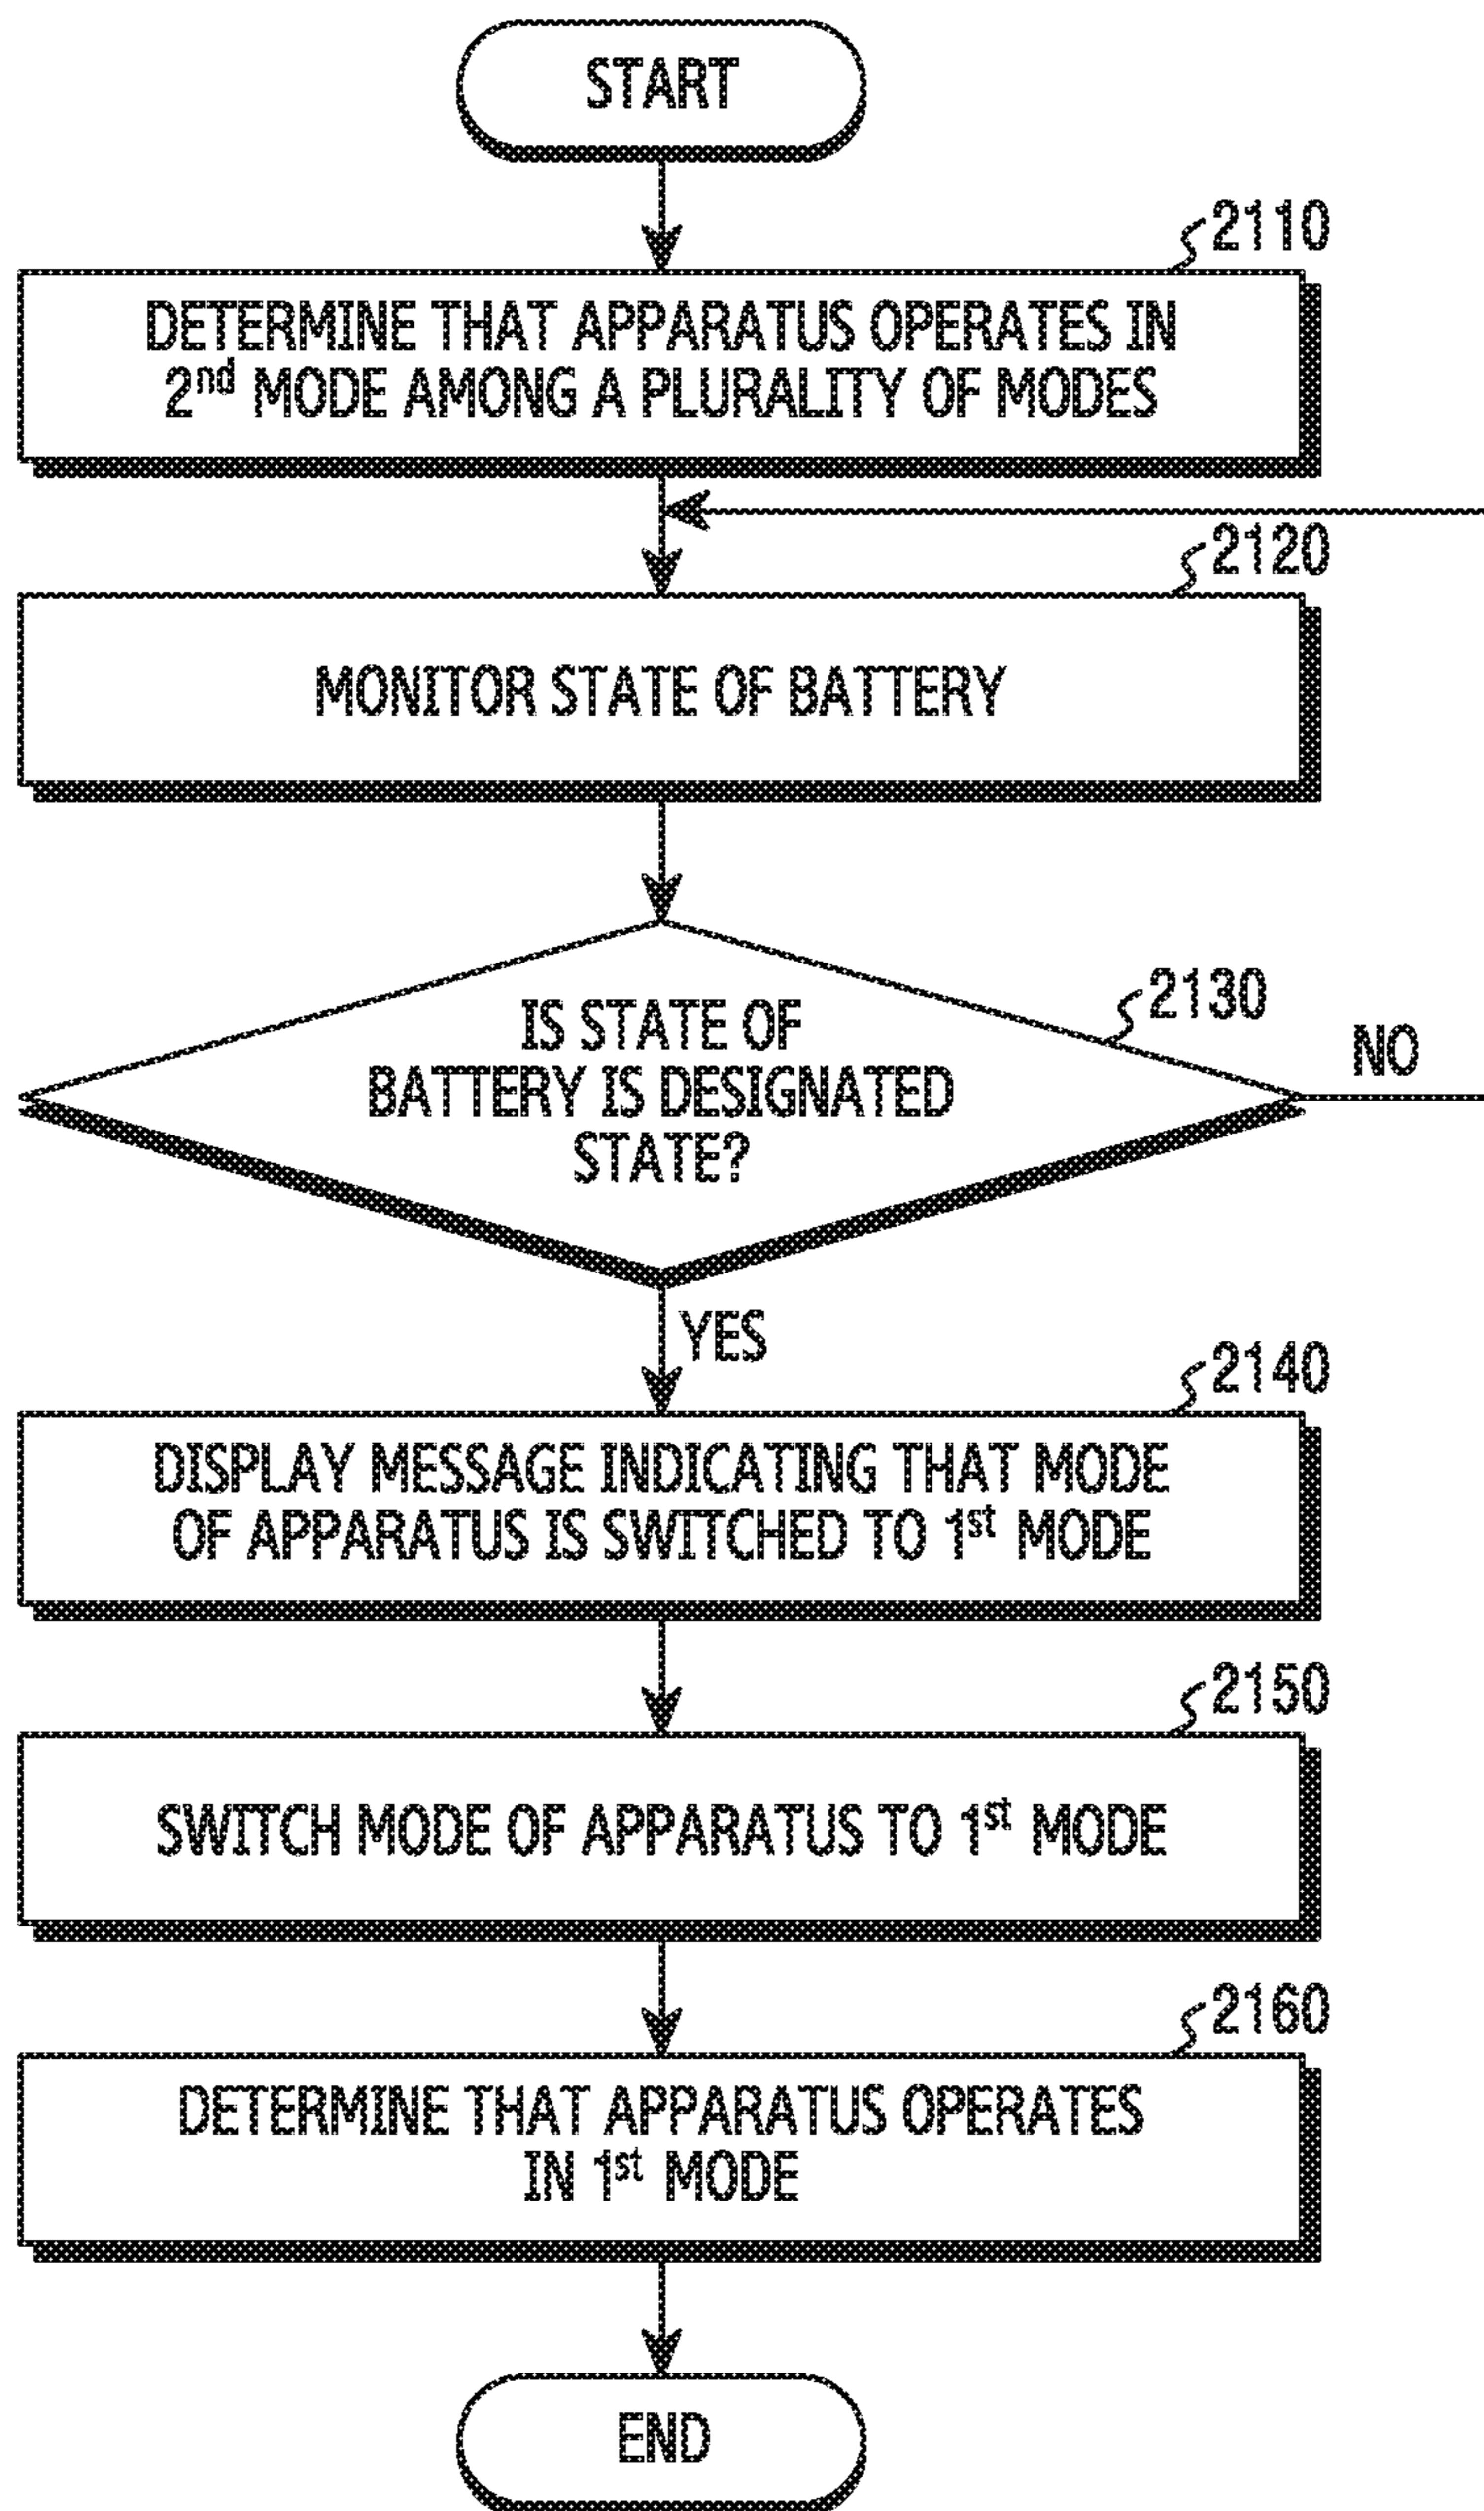 START
2110
DETERMINE THAT APPARATUS OPERATES IN
2nd MODE AMONG A PLURALITY OF MODES
2120
MONITOR STATE OF BATTERY
2130
IS STATE OF
BATTERY IS DESIGNATED
STATE?
NO
YES
2140
DISPLAY MESSAGE INDICATING THAT MODE
OF APPARATUS IS SWITCHED TO 1st MODE
2150
SWITCH MODE OF APPARATUS TO 1st MODE
2160
DETERMINE THAT APPARATUS OPERATES
IN 1st MODE
END